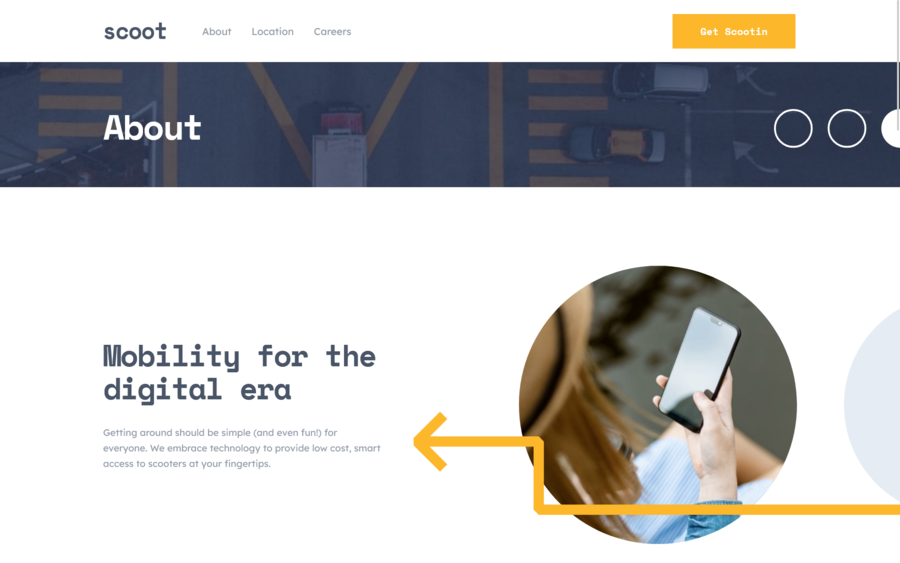 scoot
About
Location
Careers
Get Scootin
About
Mobility for the
digital era
Getting around should be simple (and even fun!) for
everyone. We embrace technology to provide low cost, smart
access to scooters at your fingertips.